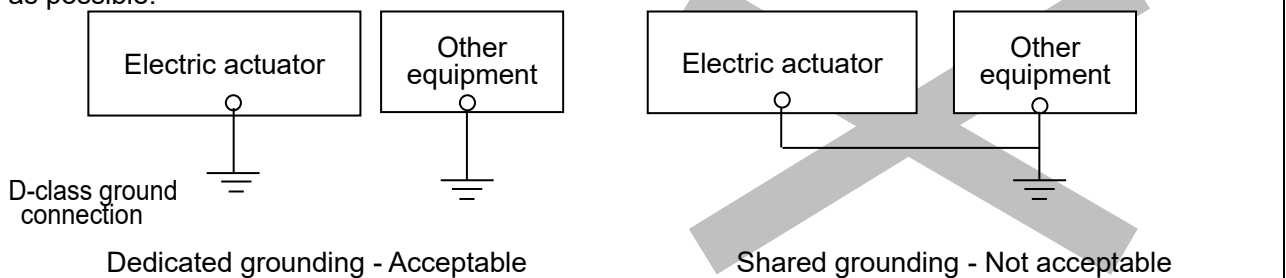 as possible.
Electric actuator
Other
equipment
Electric actuator
Other
equipment
D-class ground
connection
Dedicated grounding - Acceptable
Shared grounding - Not acceptable